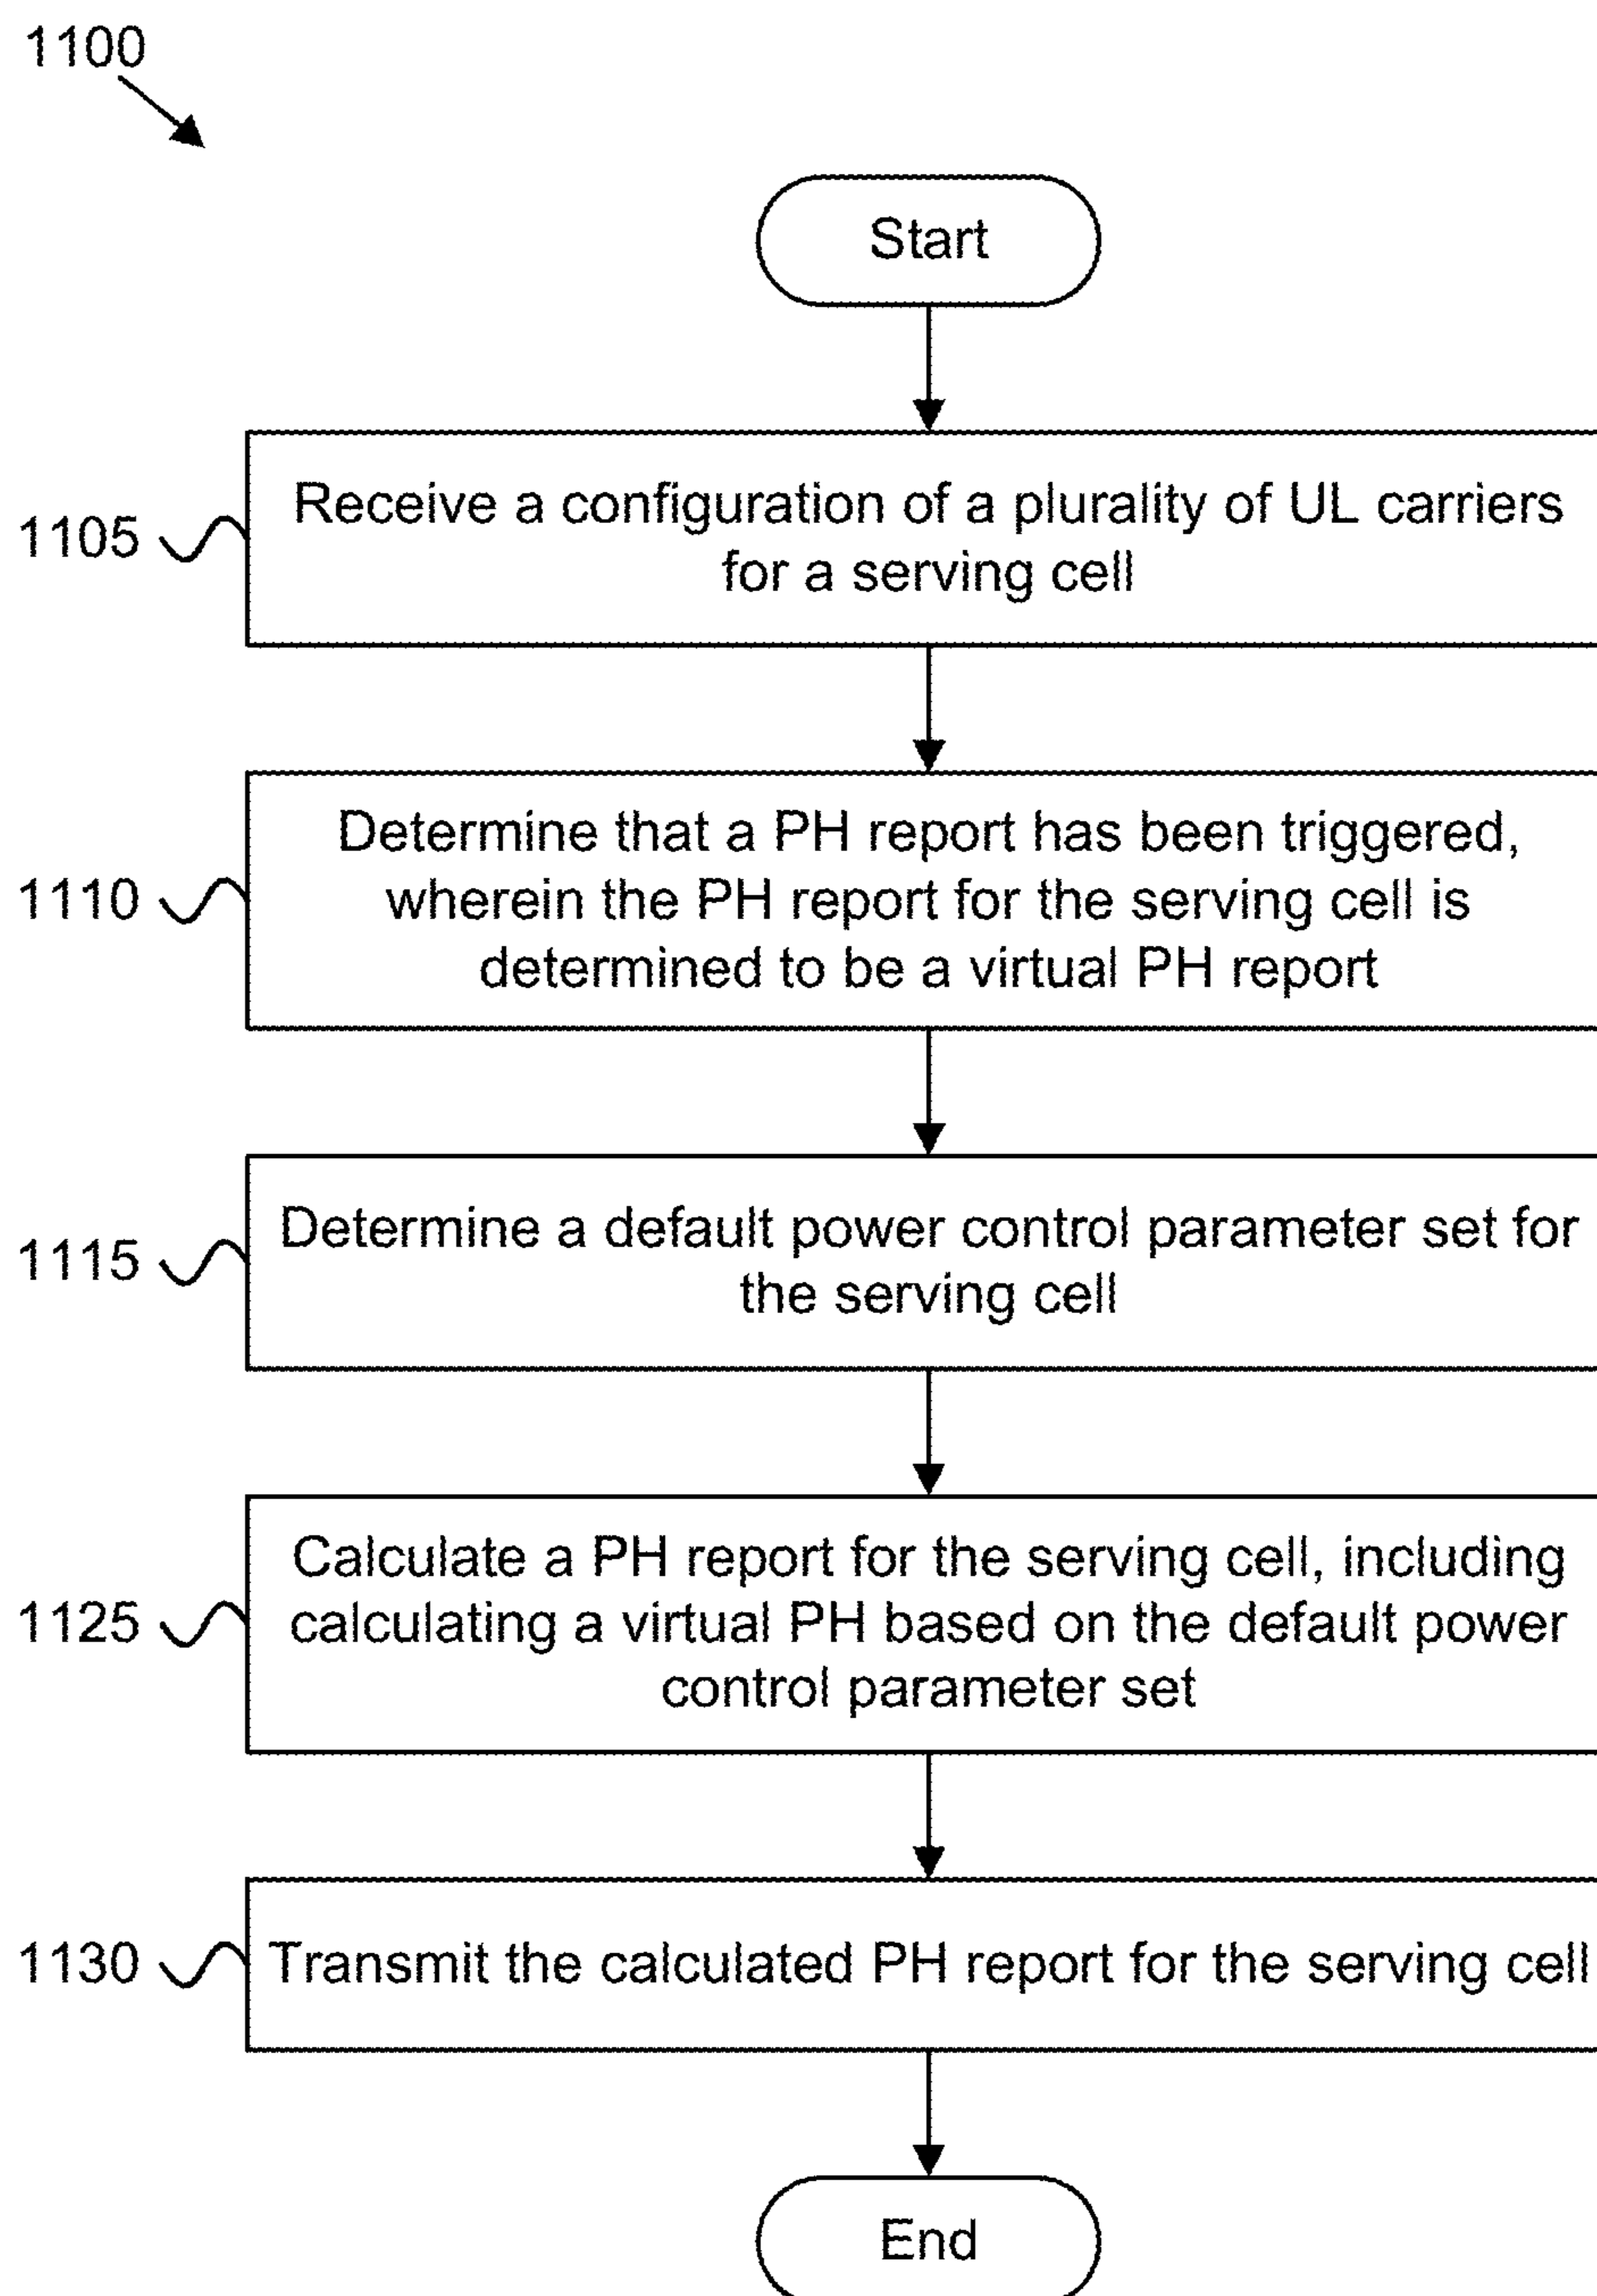 1100
Start
1105
Receive a configuration of a plurality of UL carriers
for a serving cell
1110
Determine that a PH report has been triggered,
wherein the PH report for the serving cell is
determined to be a virtual PH report
1115
Determine a default power control parameter set for
the serving cell
1125
Calculate a PH report for the serving cell, including
calculating a virtual PH based on the default power
control parameter set
1130
Transmit the calculated PH report for the serving cell
End